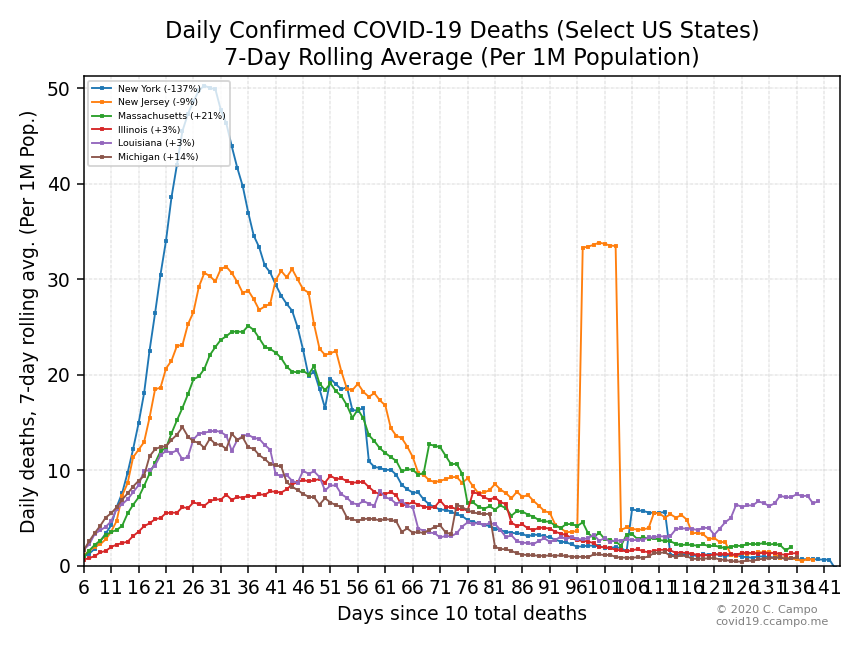 Daily Confirmed COVID-19 Deaths (Select US States)
7-Day Rolling Average (Per 1M Population)
Daily deaths, 7-day rolling avg. (Per 1M Pop.)
50
40
30
20
10
0
New York (-137%)
New Jersey (-9%)
Massachusetts (+21%)
Illinois (+3%)
Louisiana (+3%)
Michigan (+14%)
6 11 16 21 26 31 36 41 46 51 56 61 66 71 76 81 86 91 96 101 106 111 116 121 126 131 136 141
Days since 10 total deaths
© 2020 C. Campo
covid19.ccampo.me